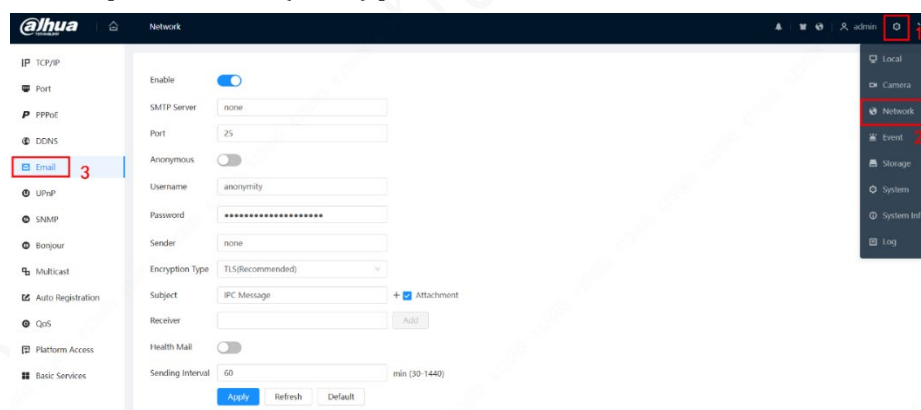 alhua
TECHNOLOGY
Network
admin
1
IP TCP/IP
Port
P PPPoE
DDNS
Email
3
UPnP
SNMP
Bonjour
Multicast
Auto Registration
QoS
Platform Access
Basic Services
Enable
SMTP Server none
Port 25
Anonymous
Username anonymity
Password
Sender none
Encryption Type TLS(Recommended)
Subject IPC Message + Attachment
Receiver Add
Health Mail
Sending Interval 60 min (30-1440)
Apply Refresh Default
Local
Camera
Network
2
Event
Storage
System
System Inf
Log